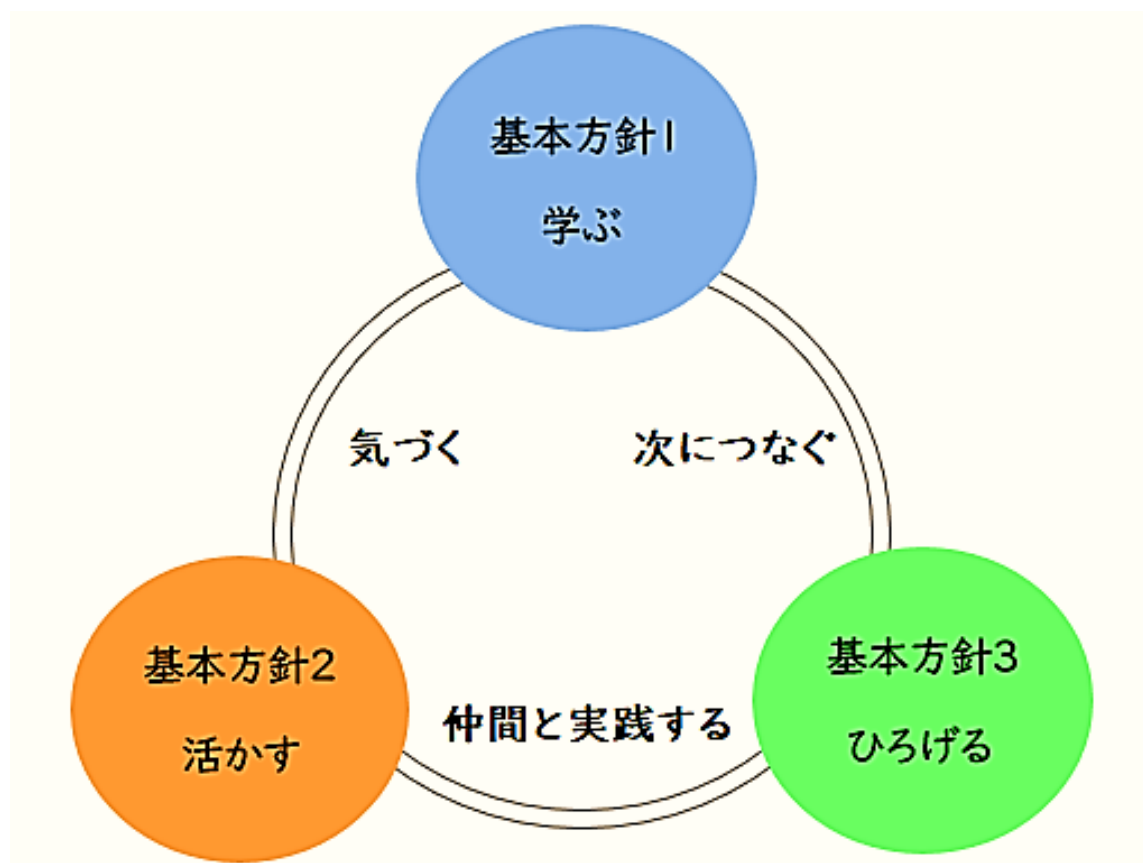 基本方針1
学ぶ
気づく
次につなぐ
基本方針2
活かす
仲間と実践する
基本方針3
ひろげる